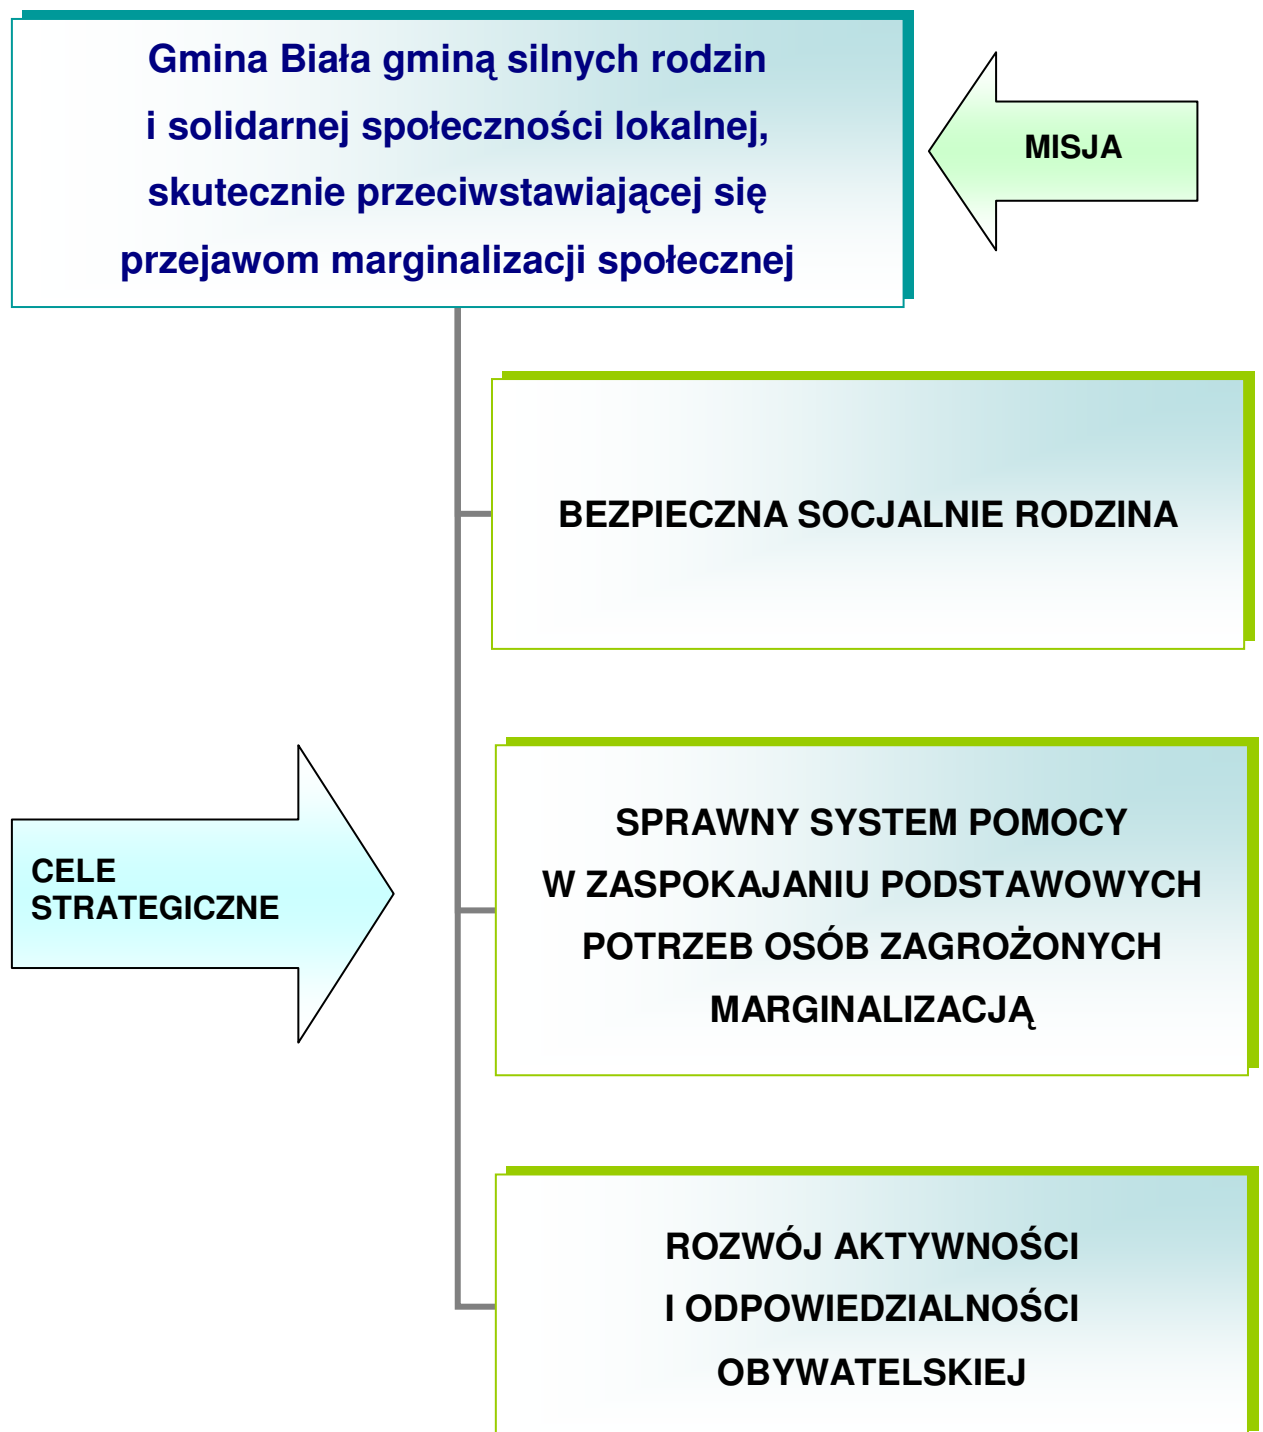 Gmina Biała gminą silnych rodzin
i solidarnej społeczności lokalnej,
skutecznie przeciwstawiającej się
przejawom marginalizacji społecznej
MISJA
BEZPIECZNA SOCJALNIE RODZINA
CELE
STRATEGICZNE
SPRAWNY SYSTEM POMOCY
W ZASPOKAJANIU PODSTAWOWYCH
POTRZEB OSÓB ZAGROŻONYCH
MARGINALIZACJĄ
ROZWÓJ AKTYWNOŚCI
I ODPOWIEDZIALNOŚCI
OBYWATELSKIEJ